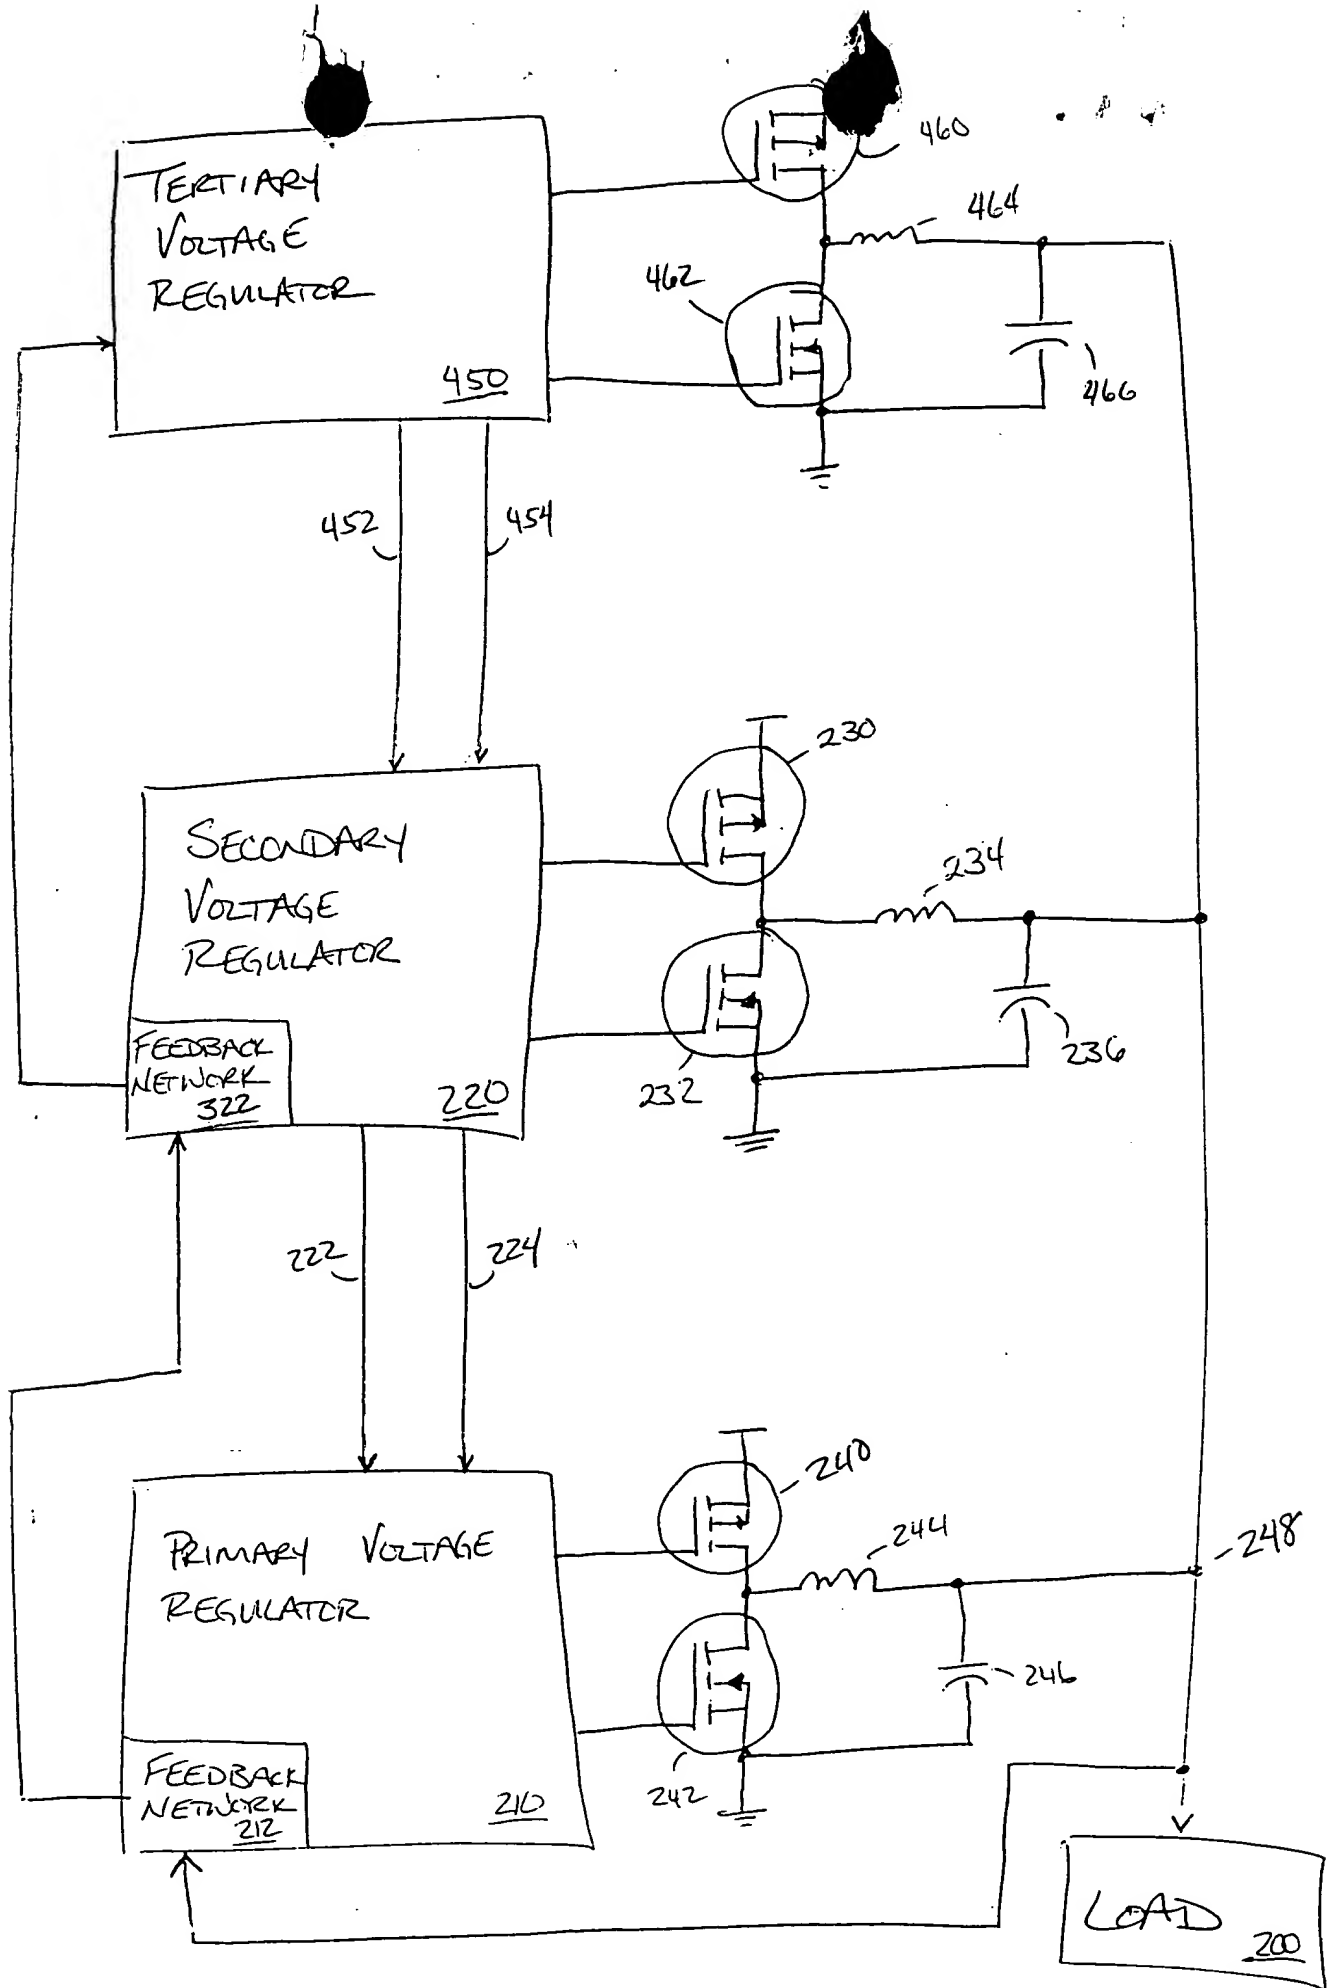 TERTIARY
VOLTAGE
REGULATOR
450
460
464
462
466
452
454
230
SECONDARY
VOLTAGE
REGULATOR
234
FEEDBACK
NETWORK
322
220
232
236
222
224
240
PRIMARY VOLTAGE
REGULATOR
244
248
246
FEEDBACK
NETWORK
212
210
242
LOAD
200